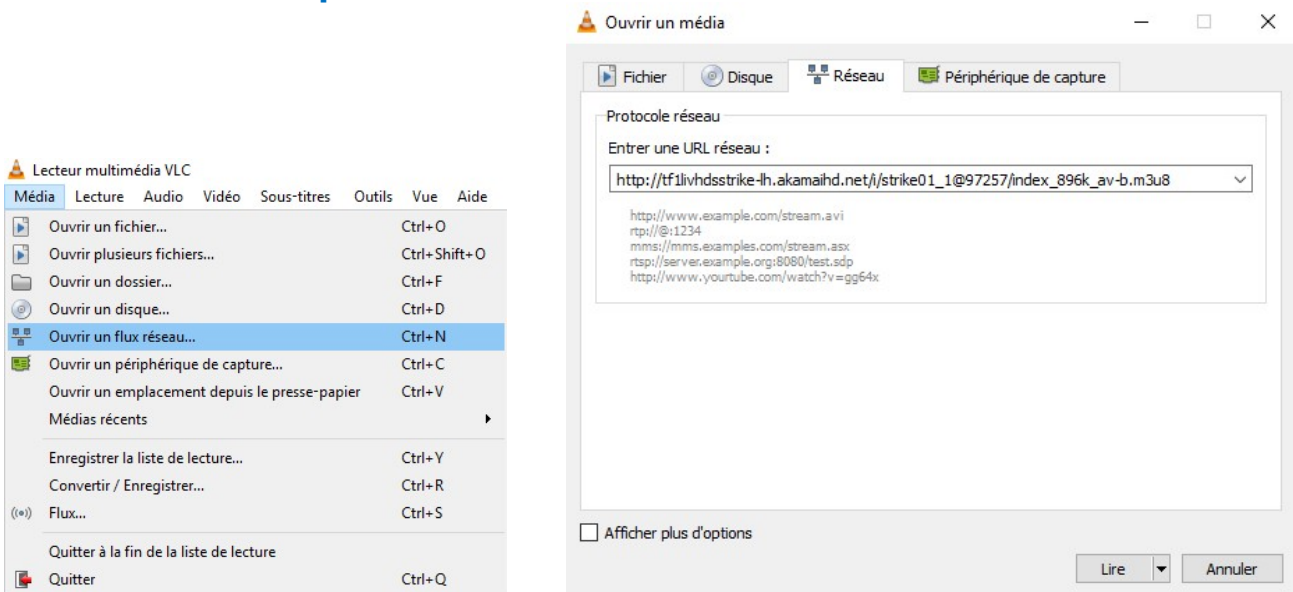 Lecteur multimédia VLC
Média Lecture Audio Vidéo Sous-titres Outils Vue Aide
Ouvrir un fichier... Ctrl+O
Ouvrir plusieurs fichiers... Ctrl+Shift+O
Ouvrir un dossier... Ctrl+F
Ouvrir un disque... Ctrl+D
Ouvrir un flux réseau... Ctrl+N
Ouvrir un périphérique de capture... Ctrl+C
Ouvrir un emplacement depuis le presse-papier Ctrl+V
Médias récents
Enregistrer la liste de lecture... Ctrl+Y
Convertir / Enregistrer... Ctrl+R
Flux... Ctrl+S
Quitter à la fin de la liste de lecture
Quitter Ctrl+Q
Ouvrir un média
Fichier Disque Réseau Périphérique de capture
Protocole réseau
Entrer une URL réseau :
http://tf1livhdsstrike-lh.akamaihd.net/i/strike01_1@97257/index_896k_av-b.m3u8
http://www.example.com/stream.avi
rtp://@:1234
mms://mms.examples.com/stream.asx
rtsp://server.example.org:8080/test.sdp
http://www.yourtube.com/watch?v=gg64x
Afficher plus d'options
Lire Annuler